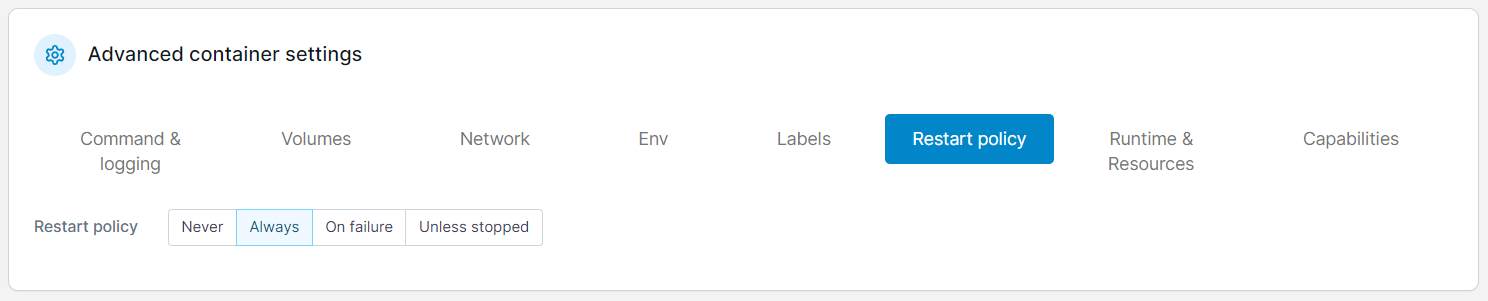 Advanced container settings
Command & logging
Volumes
Network
Env
Labels
Restart policy
Runtime & Resources
Capabilities
Restart policy
Never
Always
On failure
Unless stopped